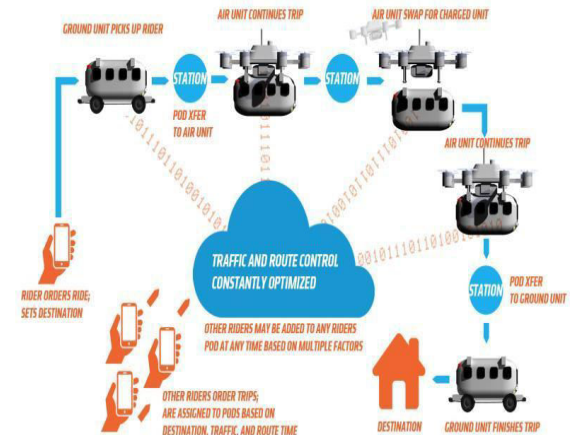 GROUND UNIT PICKS UP RIDER
AIR UNIT CONTINUES TRIP
AIR UNIT SWAP FOR CHARGED UNIT
STATION
STATION
POD XFER
TO AIR UNIT
AIR UNIT CONTINUES TRIP
TRAFFIC AND ROUTE CONTROL
CONSTANTLY OPTIMIZED
RIDER ORDERS RIDE;
SETS DESTINATION
STATION
POD XFER
TO GROUND UNIT
OTHER RIDERS MAY BE ADDED TO ANY RIDERS
POD AT ANY TIME BASED ON MULTIPLE FACTORS
OTHER RIDERS ORDER TRIPS;
ARE ASSIGNED TO PODS BASED ON
DESTINATION, TRAFFIC, AND ROUTE TIME
DESTINATION
GROUND UNIT FINISHES TRIP